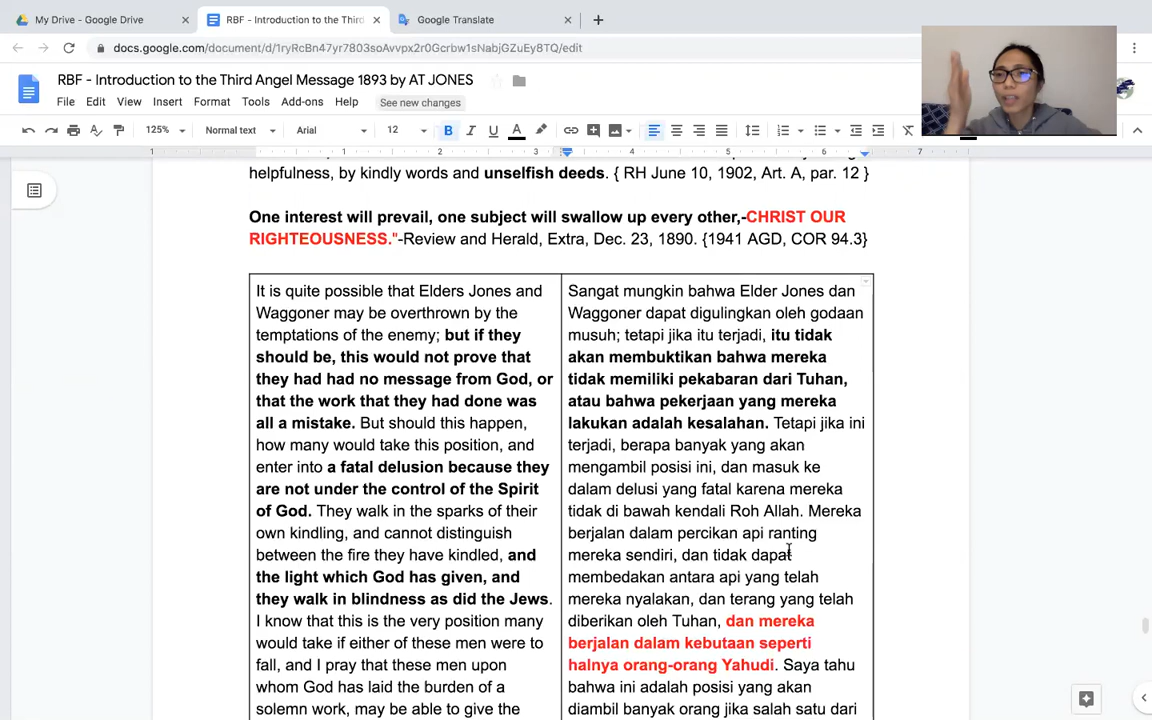 My Drive - Google Drive
RBF - Introduction to the Third
Google Translate
docs.google.com/document/d/1ryRcBn47yr7803soAvpx2r0Gcrbw1sNabjGZuEy8TQ/edit
RBF - Introduction to the Third Angel Message 1893 by AT JONES
File Edit View Insert Format Tools Add-ons Help See new changes
125% Normal text Arial 12
1 1 2 3 4 5 6 7
helpfulness, by kindly words and unselfish deeds. { RH June 10, 1902, Art. A, par. 12 }
One interest will prevail, one subject will swallow up every other,-CHRIST OUR
RIGHTEOUSNESS."-Review and Herald, Extra, Dec. 23, 1890. {1941 AGD, COR 94.3}
It is quite possible that Elders Jones and
Waggoner may be overthrown by the
temptations of the enemy; but if they
should be, this would not prove that
they had had no message from God, or
that the work that they had done was
all a mistake. But should this happen,
how many would take this position, and
enter into a fatal delusion because they
are not under the control of the Spirit
of God. They walk in the sparks of their
own kindling, and cannot distinguish
between the fire they have kindled, and
the light which God has given, and
they walk in blindness as did the Jews.
I know that this is the very position many
would take if either of these men were to
fall, and I pray that these men upon
whom God has laid the burden of a
solemn work, may be able to give the
Sangat mungkin bahwa Elder Jones dan
Waggoner dapat digulingkan oleh godaan
musuh; tetapi jika itu terjadi, itu tidak
akan membuktikan bahwa mereka
tidak memiliki pekabaran dari Tuhan,
atau bahwa pekerjaan yang mereka
lakukan adalah kesalahan. Tetapi jika ini
terjadi, berapa banyak yang akan
mengambil posisi ini, dan masuk ke
dalam delusi yang fatal karena mereka
tidak di bawah kendali Roh Allah. Mereka
berjalan dalam percikan api ranting
mereka sendiri, dan tidak dapat
membedakan antara api yang telah
mereka nyalakan, dan terang yang telah
diberikan oleh Tuhan, dan mereka
berjalan dalam kebutaan seperti
halnya orang-orang Yahudi. Saya tahu
bahwa ini adalah posisi yang akan
diambil banyak orang jika salah satu dari